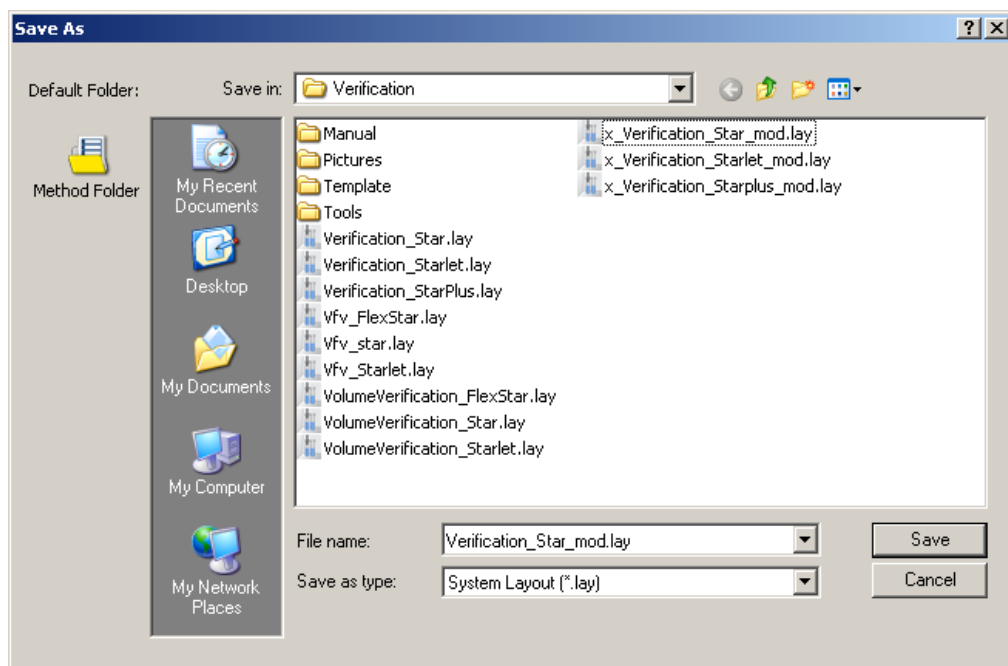 Save As
Default Folder:
Save in:
Verification
Method Folder
My Recent
Documents
Desktop
My Documents
My Computer
My Network
Places
Manual
Pictures
Template
Tools
Verification_Star.lay
Verification_Starlet.lay
Verification_StarPlus.lay
Vfv_FlexStar.lay
Vfv_star.lay
Vfv_Starlet.lay
VolumeVerification_FlexStar.lay
VolumeVerification_Star.lay
VolumeVerification_Starlet.lay
x_Verification_Star_mod.lay
x_Verification_Starlet_mod.lay
x_Verification_Starplus_mod.lay
File name:
Verification_Star_mod.lay
Save
Save as type:
System Layout (*.lay)
Cancel